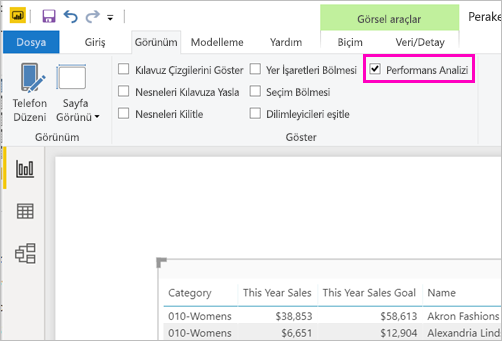 Görsel araçlar
Perake
Dosya Giriş Görünüm Modelleme Yardım Biçim Veri/Detay
Telefon Düzeni
Sayfa Görünü
Kılavuz Çizgilerini Göster
Nesneleri Kılavuza Yasla
Nesneleri Kilitle
Yer İşaretleri Bölmesi
Seçim Bölmesi
Dilimleyicileri eşitle
Performans Analizi
Görünüm Göster
Category This Year Sales This Year Sales Goal Name
010-Womens $38,853 $58,613 Akron Fashions
010-Womens $6,651 $12,904 Alexandria Linds